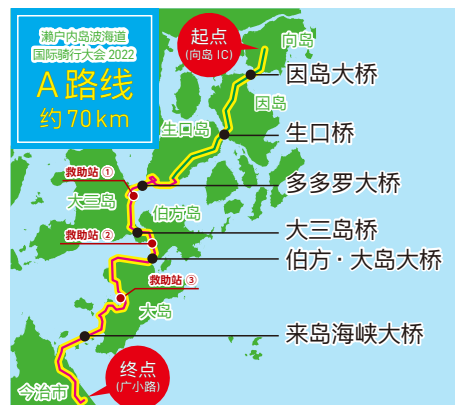 濑户内岛波海道
国际骑行大会 2022
A 路线
约 70 km
起点
(向岛 IC)
向岛
因岛大桥
因岛
生口岛
生口桥
救助站 ①
多多罗大桥
大三岛
伯方岛
大三岛桥
救助站 ②
伯方·大岛大桥
救助站 ③
大岛
来岛海峡大桥
终点
(广小路)
今治市